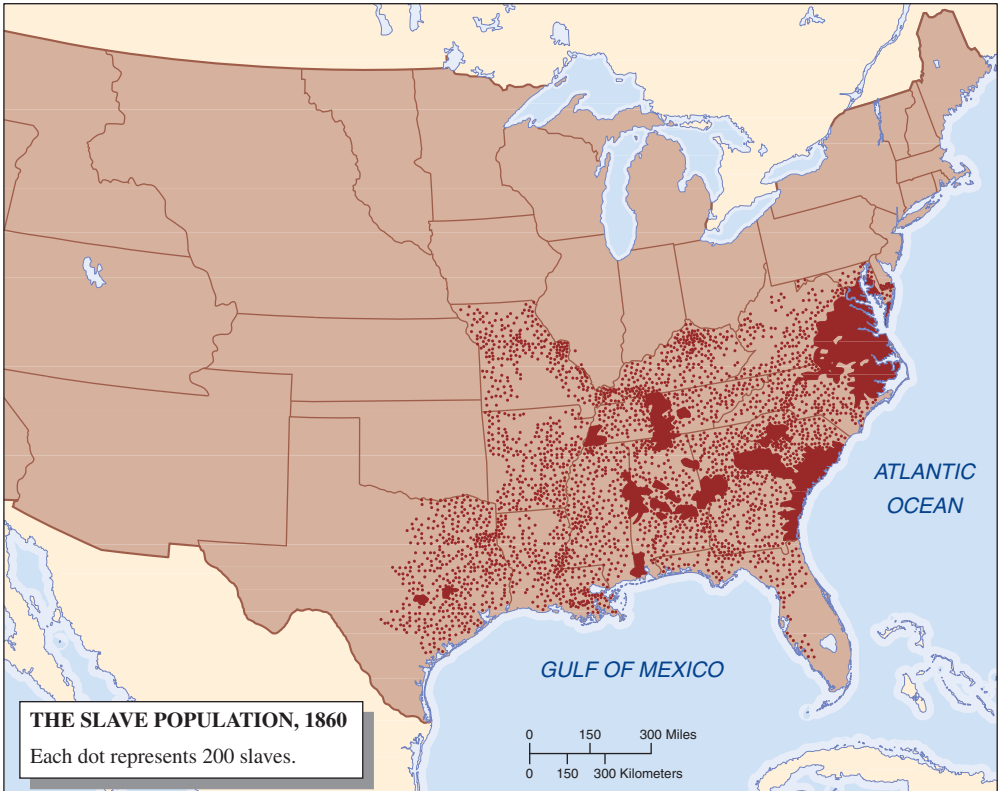 ATLANTIC
OCEAN
GULF OF MEXICO
THE SLAVE POPULATION, 1860
Each dot represents 200 slaves.
0 150 300 Miles
0 150 300 Kilometers